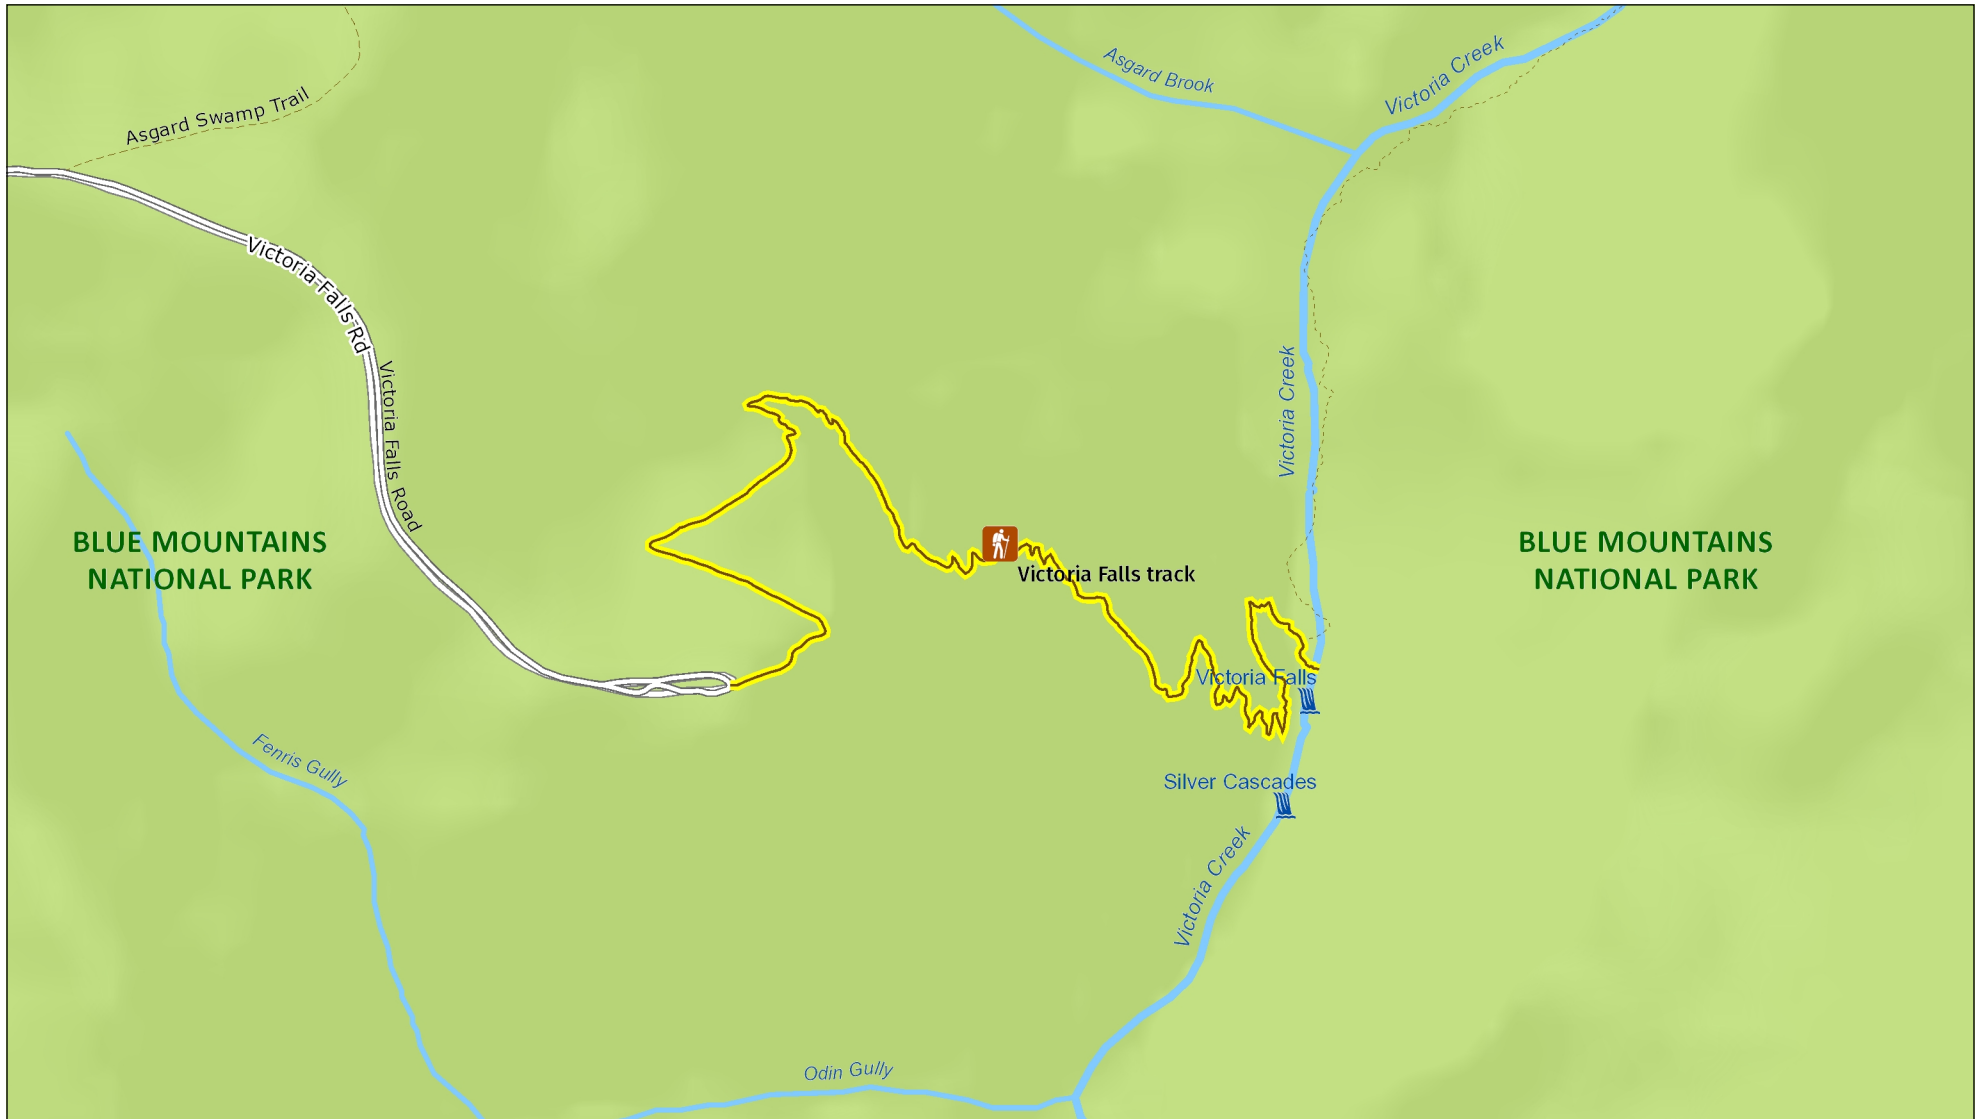 Asgard Brook
Victoria Creek
Asgard Swamp Trail
Victoria Falls Rd
Victoria Falls Road
Victoria Creek
BLUE MOUNTAINS
NATIONAL PARK
Victoria Falls track
BLUE MOUNTAINS
NATIONAL PARK
Victoria Falls
Fenris Gully
Silver Cascades
Victoria Creek
Odin Gully